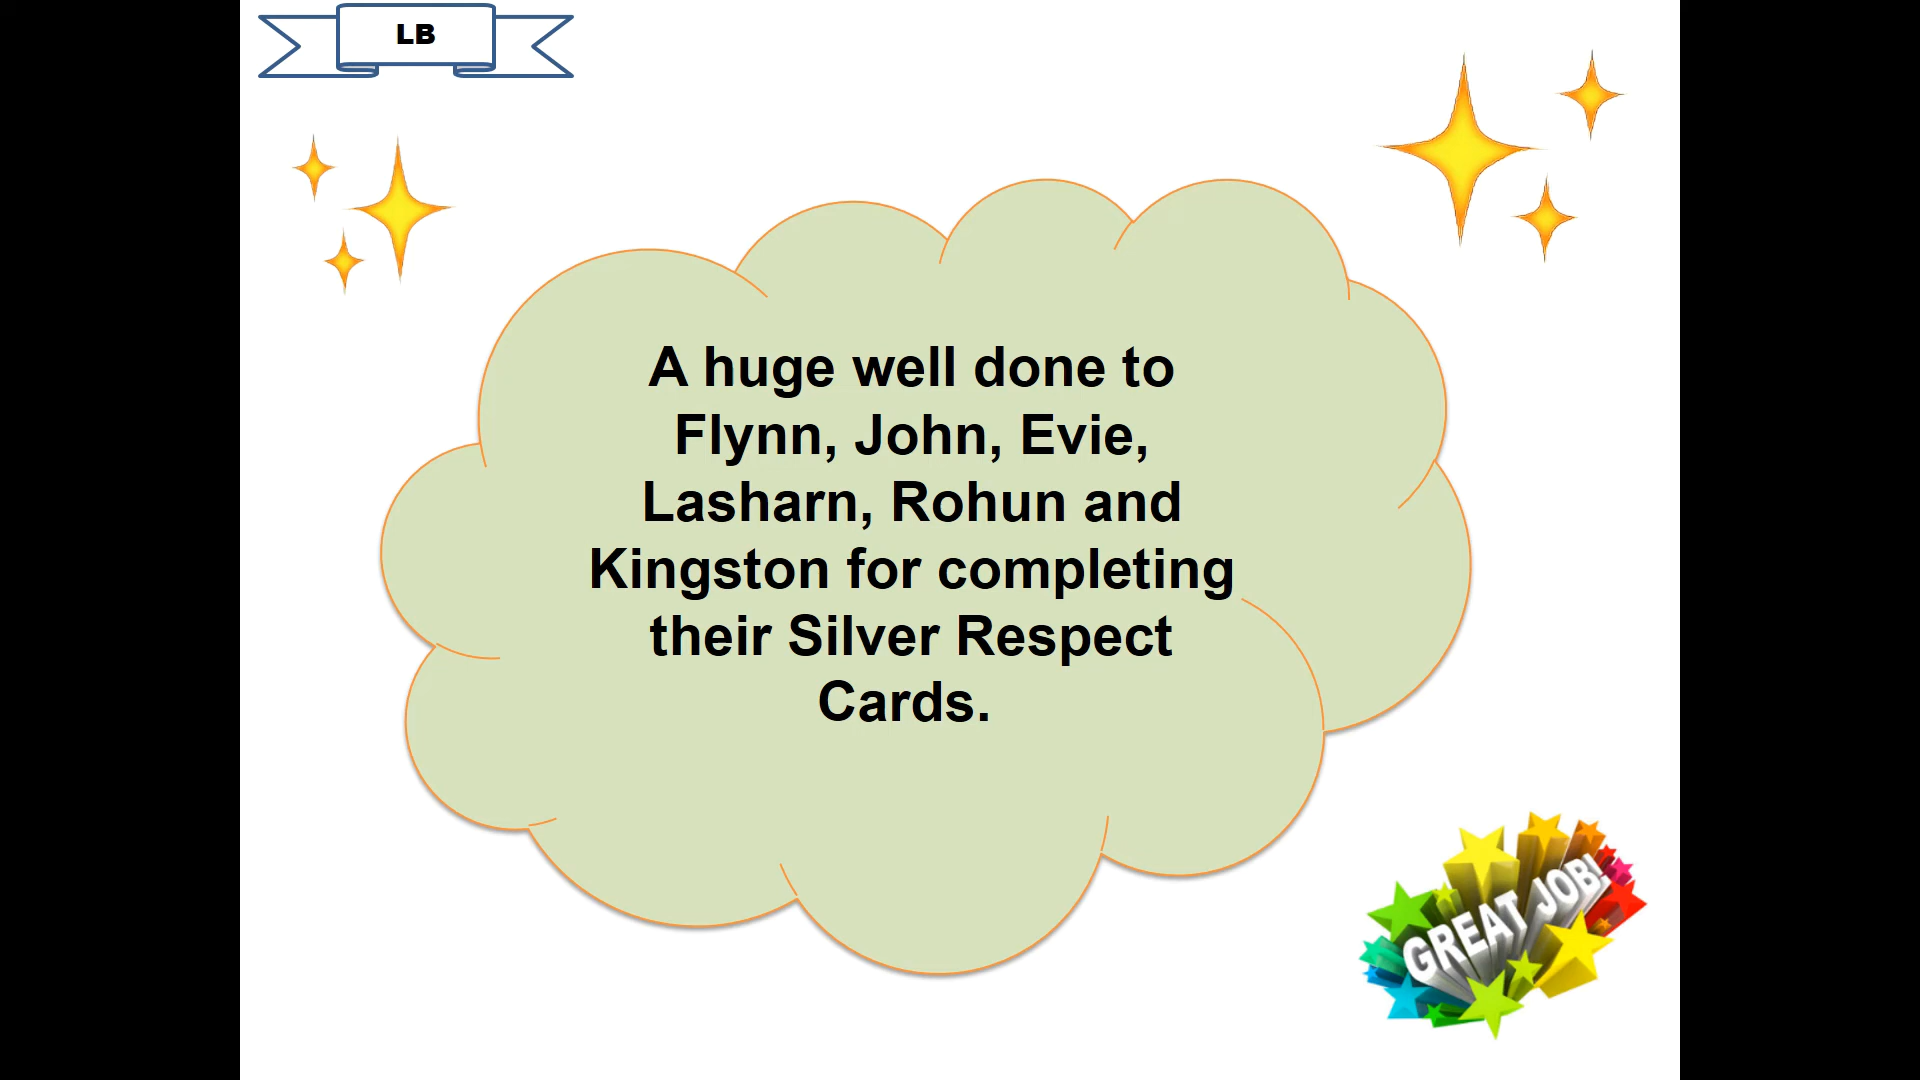 LB
A huge well done to
Flynn, John, Evie,
Lasharn, Rohun and
Kingston for completing
their Silver Respect
Cards.
GREAT JOB!